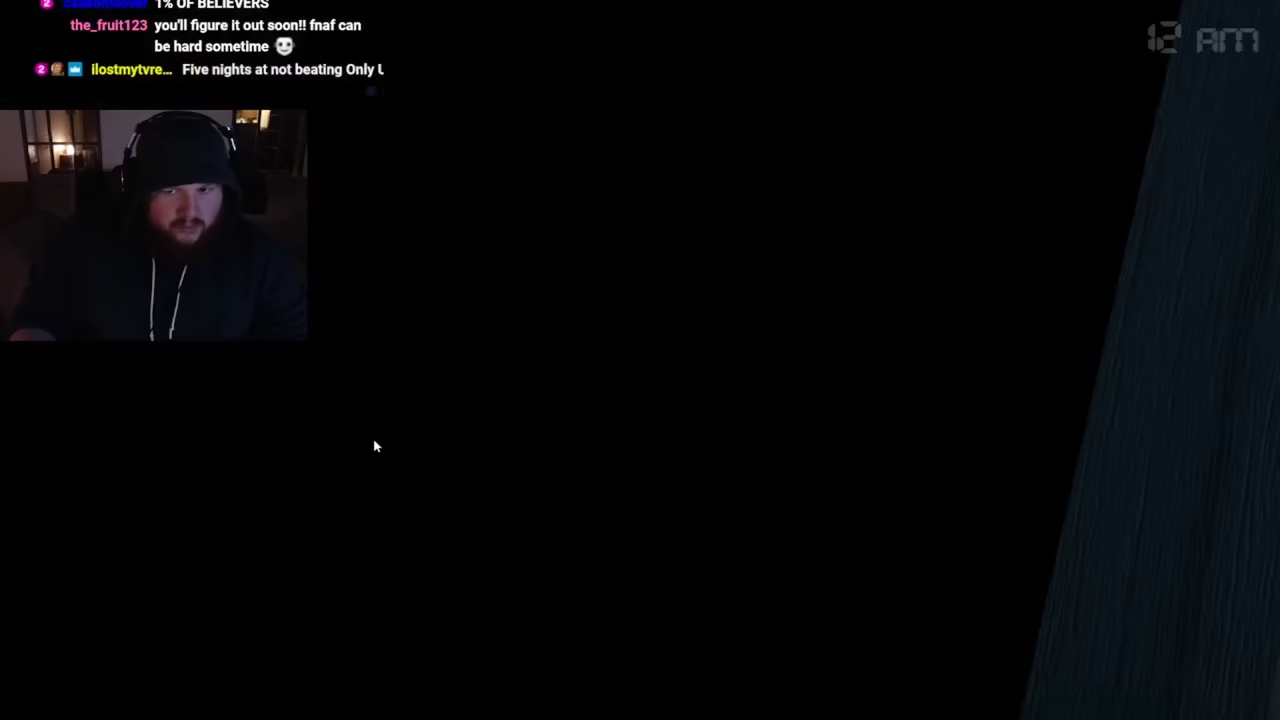 1% OF BELIEVERS
the_fruit123 you'll figure it out soon!! fnaf can
be hard sometime
ilostmytvre… Five nights at not beating Only U
12 AM